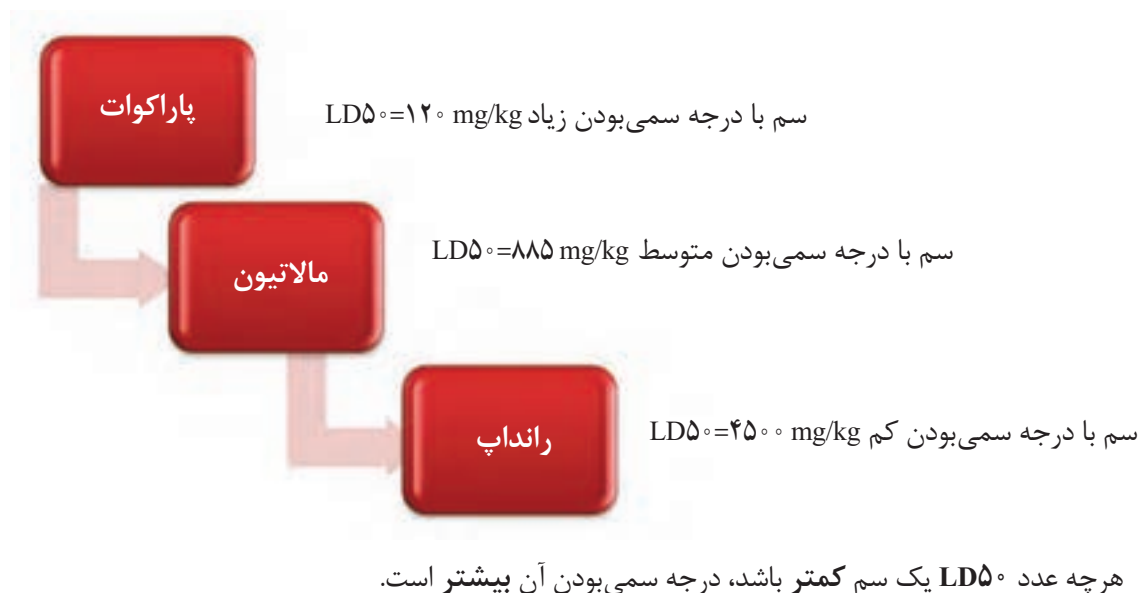 پاراکوات
سم با درجه سمی‌بودن زیاد LD۵۰=۱۲۰ mg/kg
مالاتیون
سم با درجه سمی‌بودن متوسط LD۵۰=۸۸۵ mg/kg
رانداپ
سم با درجه سمی‌بودن کم LD۵۰=۴۵۰۰ mg/kg
هرچه عدد LD۵۰ یک سم کمتر باشد، درجه سمی‌بودن آن بیشتر است.